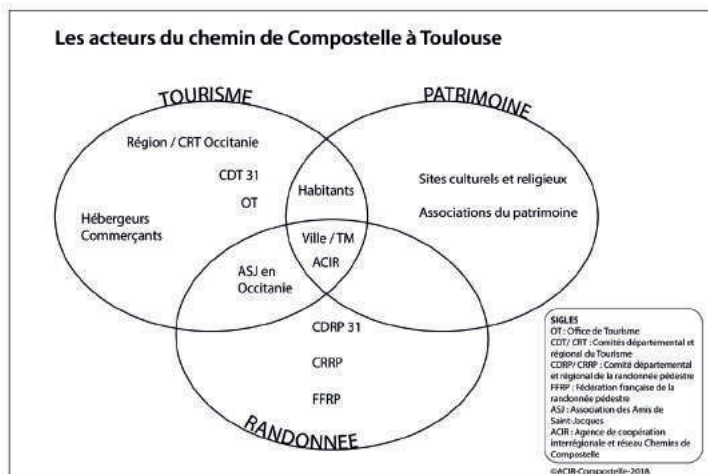 Les acteurs du chemin de Compostelle à Toulouse
TOURISME
PATRIMOINE
Région / CRT Occitanie
CDT 31
OT
Hébergeurs
Commerçants
Habitants
Sites culturels et religieux
Associations du patrimoine
Ville / TM
ACIR
ASJ en
Occitanie
CDRP 31
CRRP
FFRP
RANDONNEE
SIGLES
OT : Office de Tourisme
CDT/ CRT : Comités départemental et
régional du Tourisme
CDRP/ CRRP : Comité départemental
et régional de la randonnée pédestre
FFRP : Fédération française de la
randonnée pédestre
ASJ : Association des Amis de
Saint-Jacques
ACIR : Agence de coopération
interrégionale et réseau Chemins de
Compostelle
©ACIR-Compostelle-2018